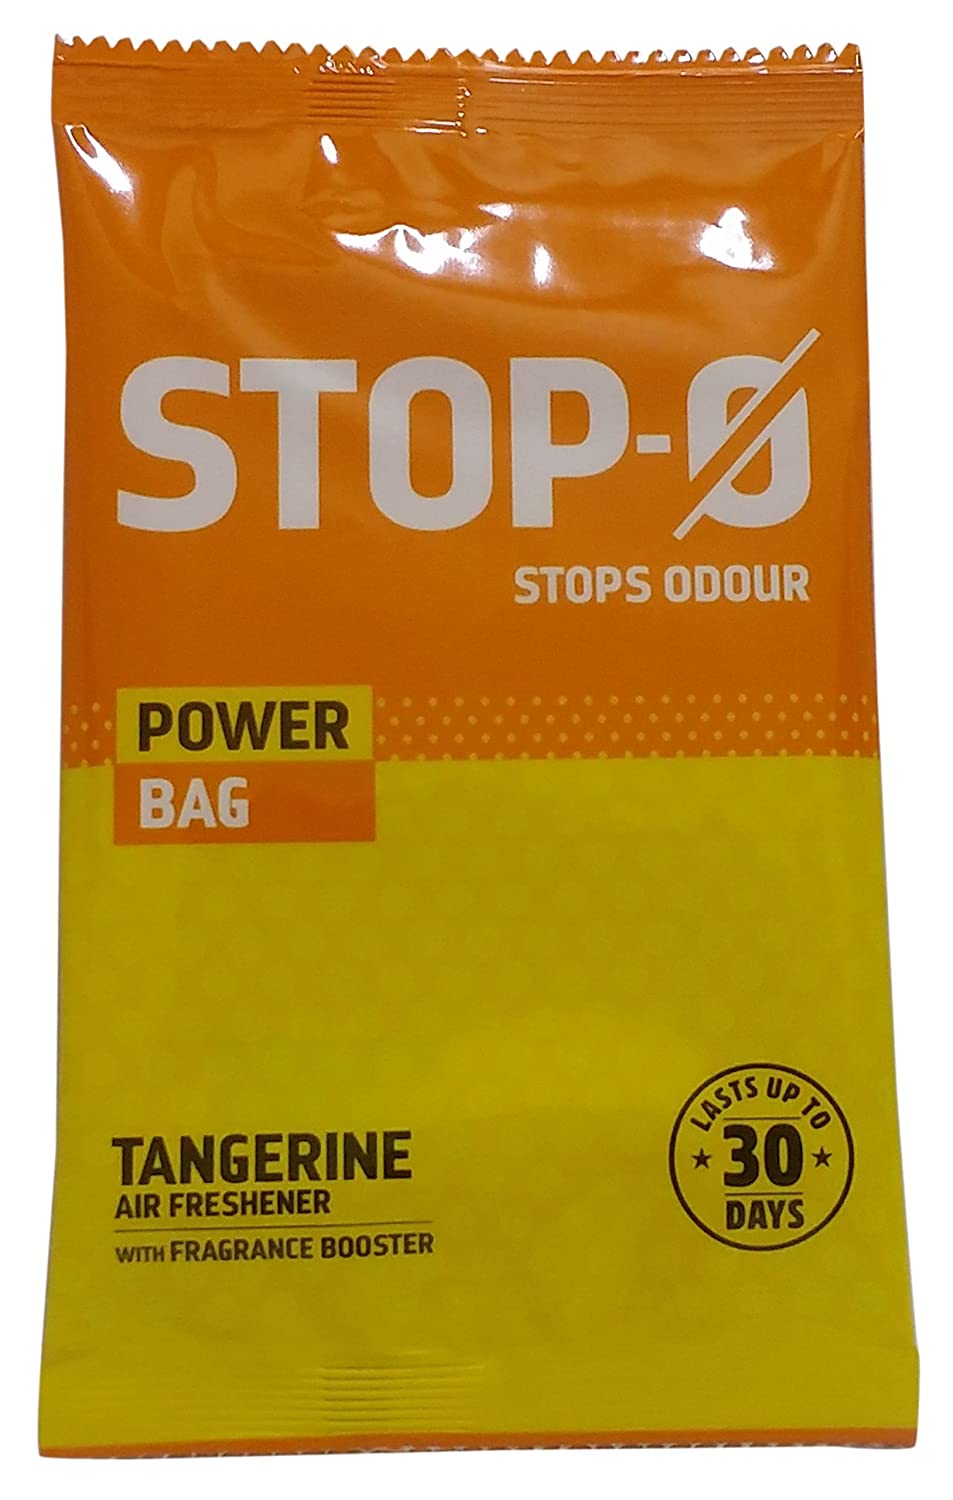 STOP-Ø
STOPS ODOUR
POWER
BAG
TANGERINE
AIR FRESHENER
WITH FRAGRANCE BOOSTER
LASTS UP TO
30
DAYS